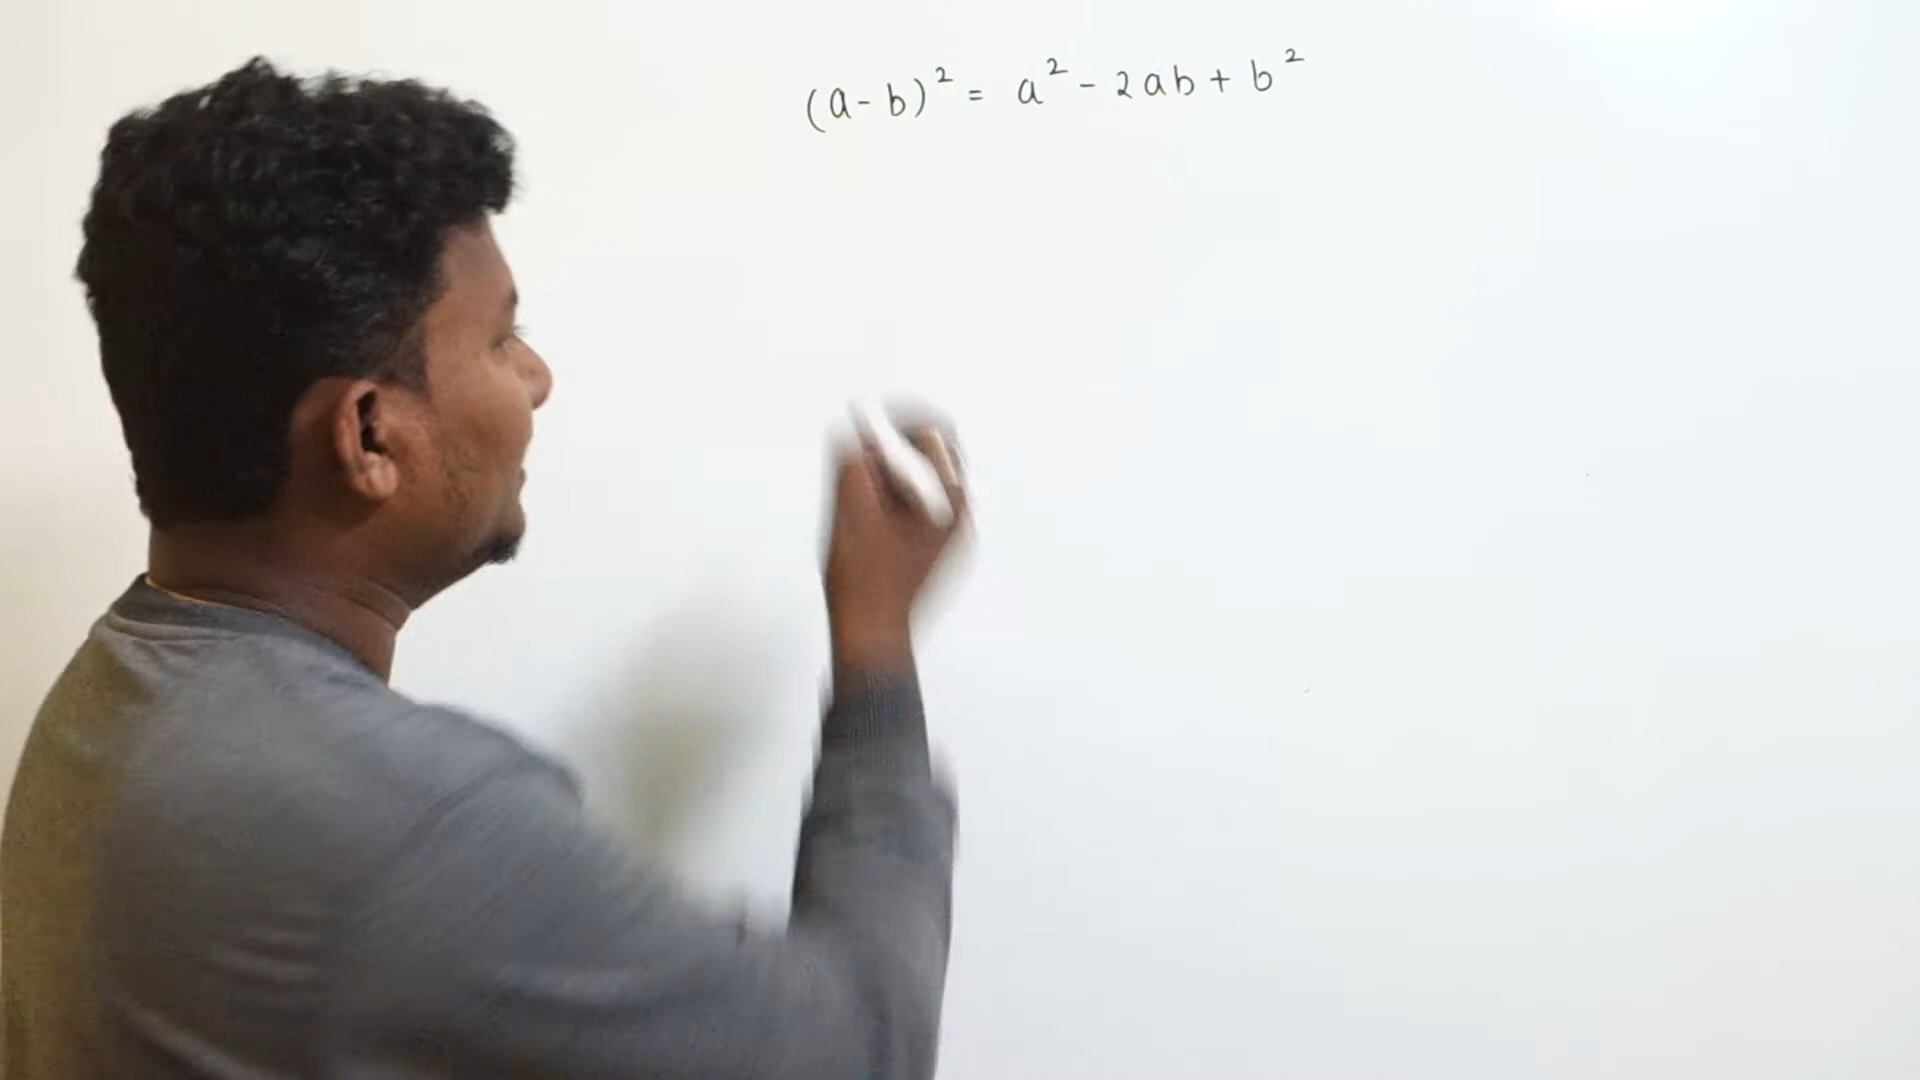 (a-b)² = a² - 2ab + b²